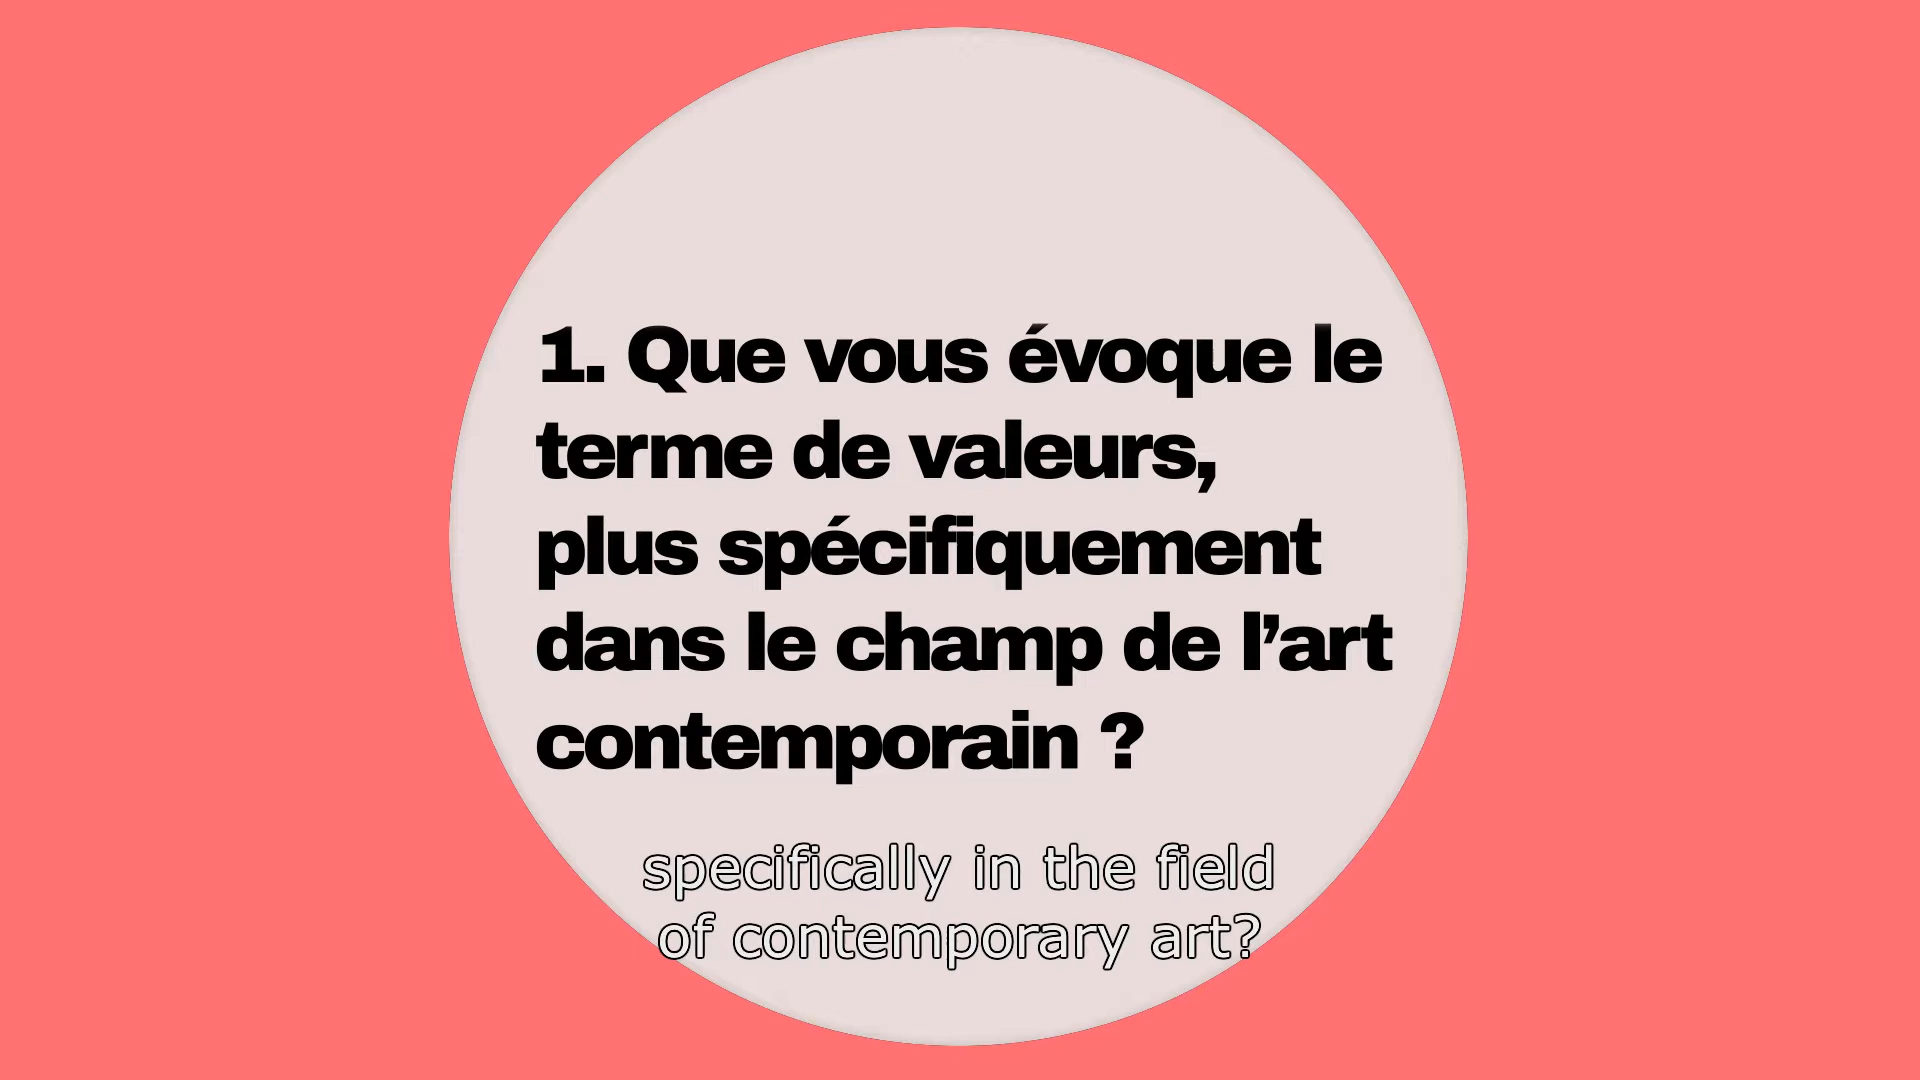 1. Que vous évoque le
terme de valeurs,
plus spécifiquement
dans le champ de l’art
contemporain ?
specifically in the field
of contemporary art?